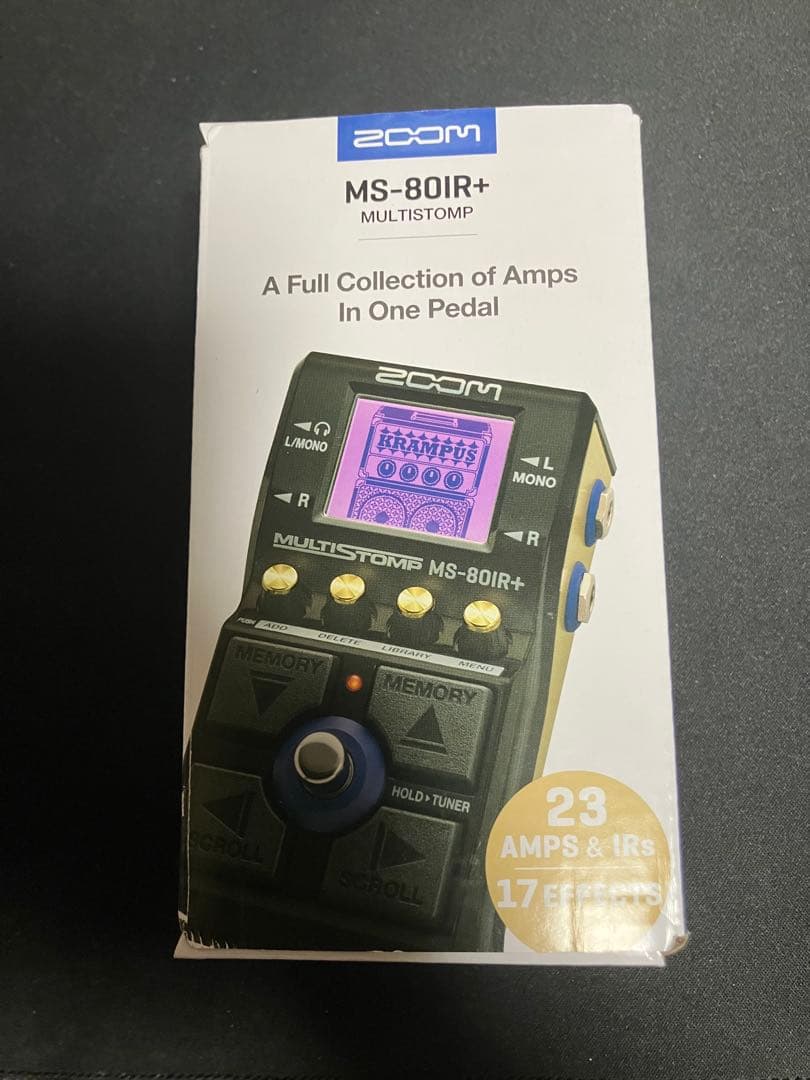 ZOOM
MS-80IR+
MULTISTOMP
A Full Collection of Amps
In One Pedal
ZOOM
L/MONO
R
KRAMPUS
L
MONO
R
MULTISTOMP MS-80IR+
PUSH ADD DELETE LIBRARY MENU
MEMORY
MEMORY
HOLD▶TUNER
SCROLL
SCROLL
23
AMPS & IRs
17 EFFECTS